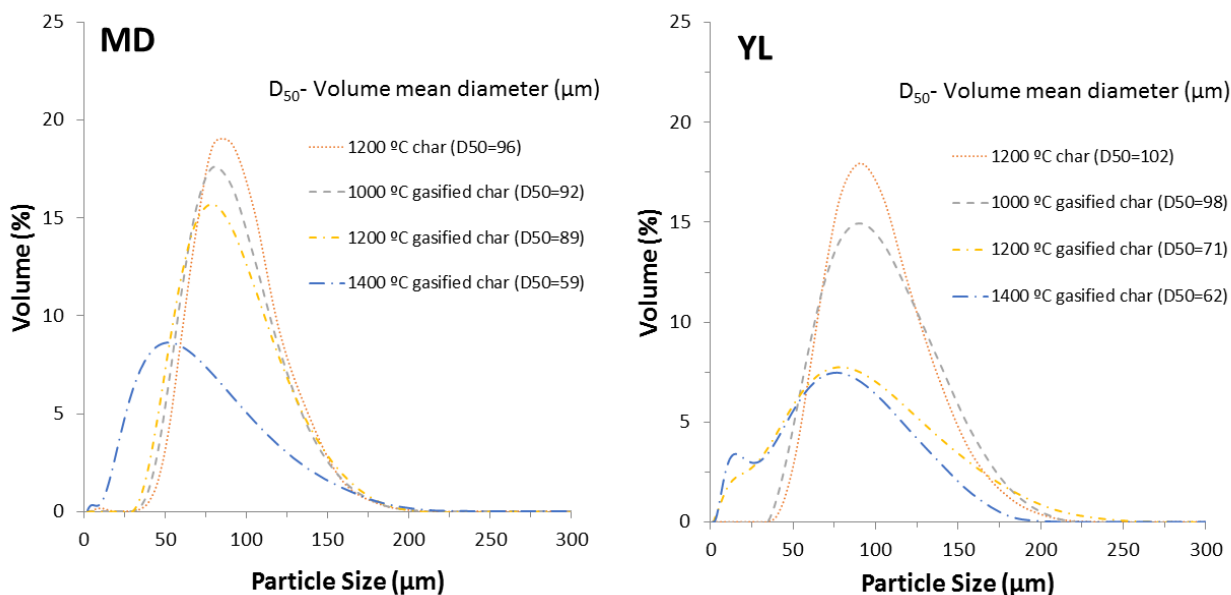 MD
D₅₀- Volume mean diameter (µm)
1200 ºC char (D50=96)
1000 ºC gasified char (D50=92)
1200 ºC gasified char (D50=89)
1400 ºC gasified char (D50=59)
Volume (%)
25
20
15
10
5
0
0 50 100 150 200 250 300
Particle Size (µm)
YL
D₅₀- Volume mean diameter (µm)
1200 ºC char (D50=102)
1000 ºC gasified char (D50=98)
1200 ºC gasified char (D50=71)
1400 ºC gasified char (D50=62)
Volume (%)
25
20
15
10
5
0
0 50 100 150 200 250 300
Particle Size (µm)